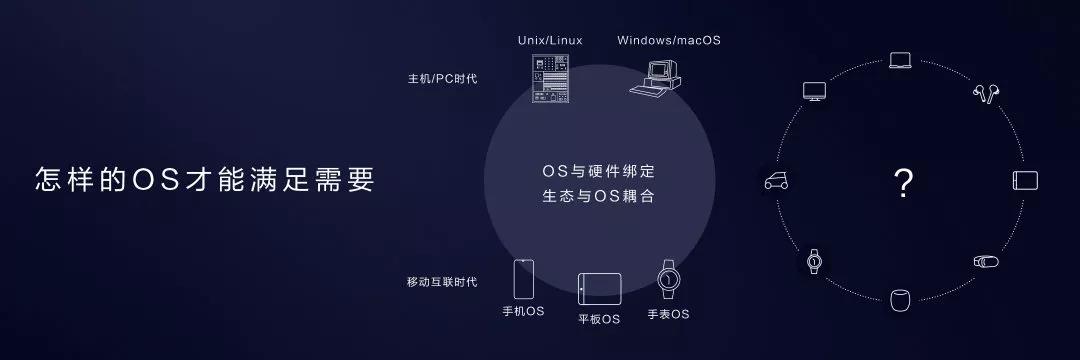 怎样的OS才能满足需要
Unix/Linux
Windows/macOS
主机/PC时代
OS与硬件绑定
生态与OS耦合
移动互联时代
手机OS
平板OS
手表OS
?